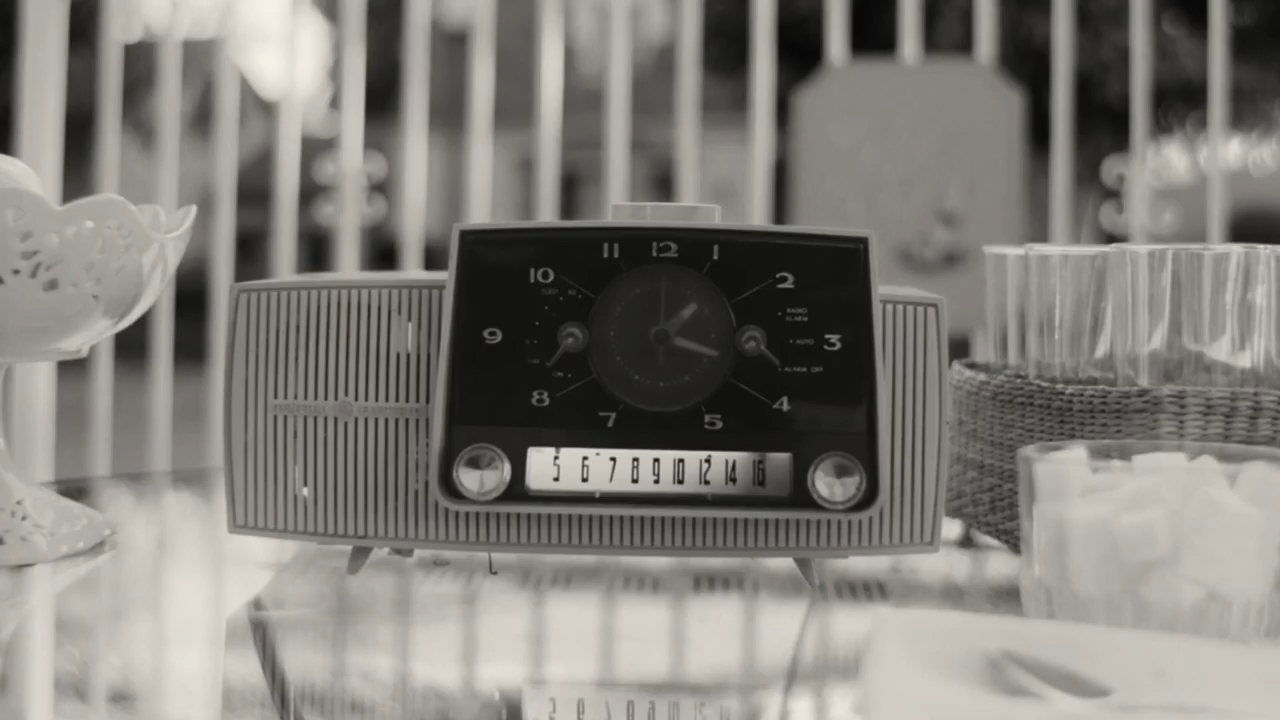 11 12 1
10 2
RADIO
ALARM
9 AUTO 3
ALARM OFF
ON
8 4
7 5
5 6 7 8 9 10 12 14 16